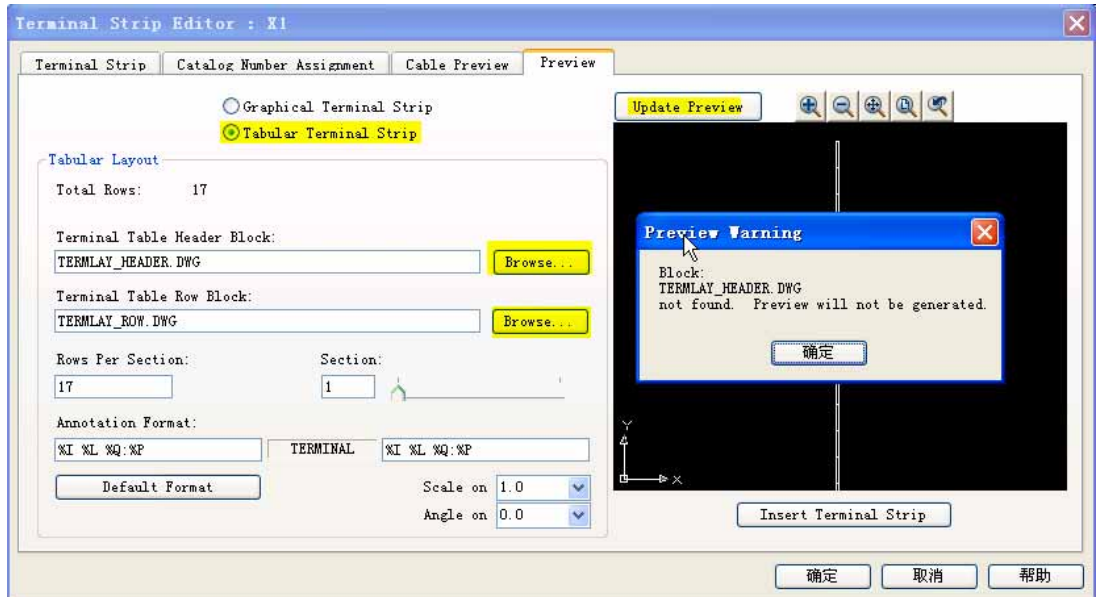 Terminal Strip Editor : X1
Terminal Strip
Catalog Number Assignment
Cable Preview
Preview
Graphical Terminal Strip
Tabular Terminal Strip
Update Preview
Tabular Layout
Total Rows: 17
Terminal Table Header Block:
TERMLAY_HEADER.DWG
Browse...
Terminal Table Row Block:
TERMLAY_ROW.DWG
Browse...
Rows Per Section:
Section:
17
1
Annotation Format:
%I %L %Q:%P
TERMINAL
%I %L %Q:%P
Default Format
Scale on 1.0
Angle on 0.0
Preview Warning
Block:
TERMLAY_HEADER.DWG
not found. Preview will not be generated.
确定
Y
X
Insert Terminal Strip
确定
取消
帮助